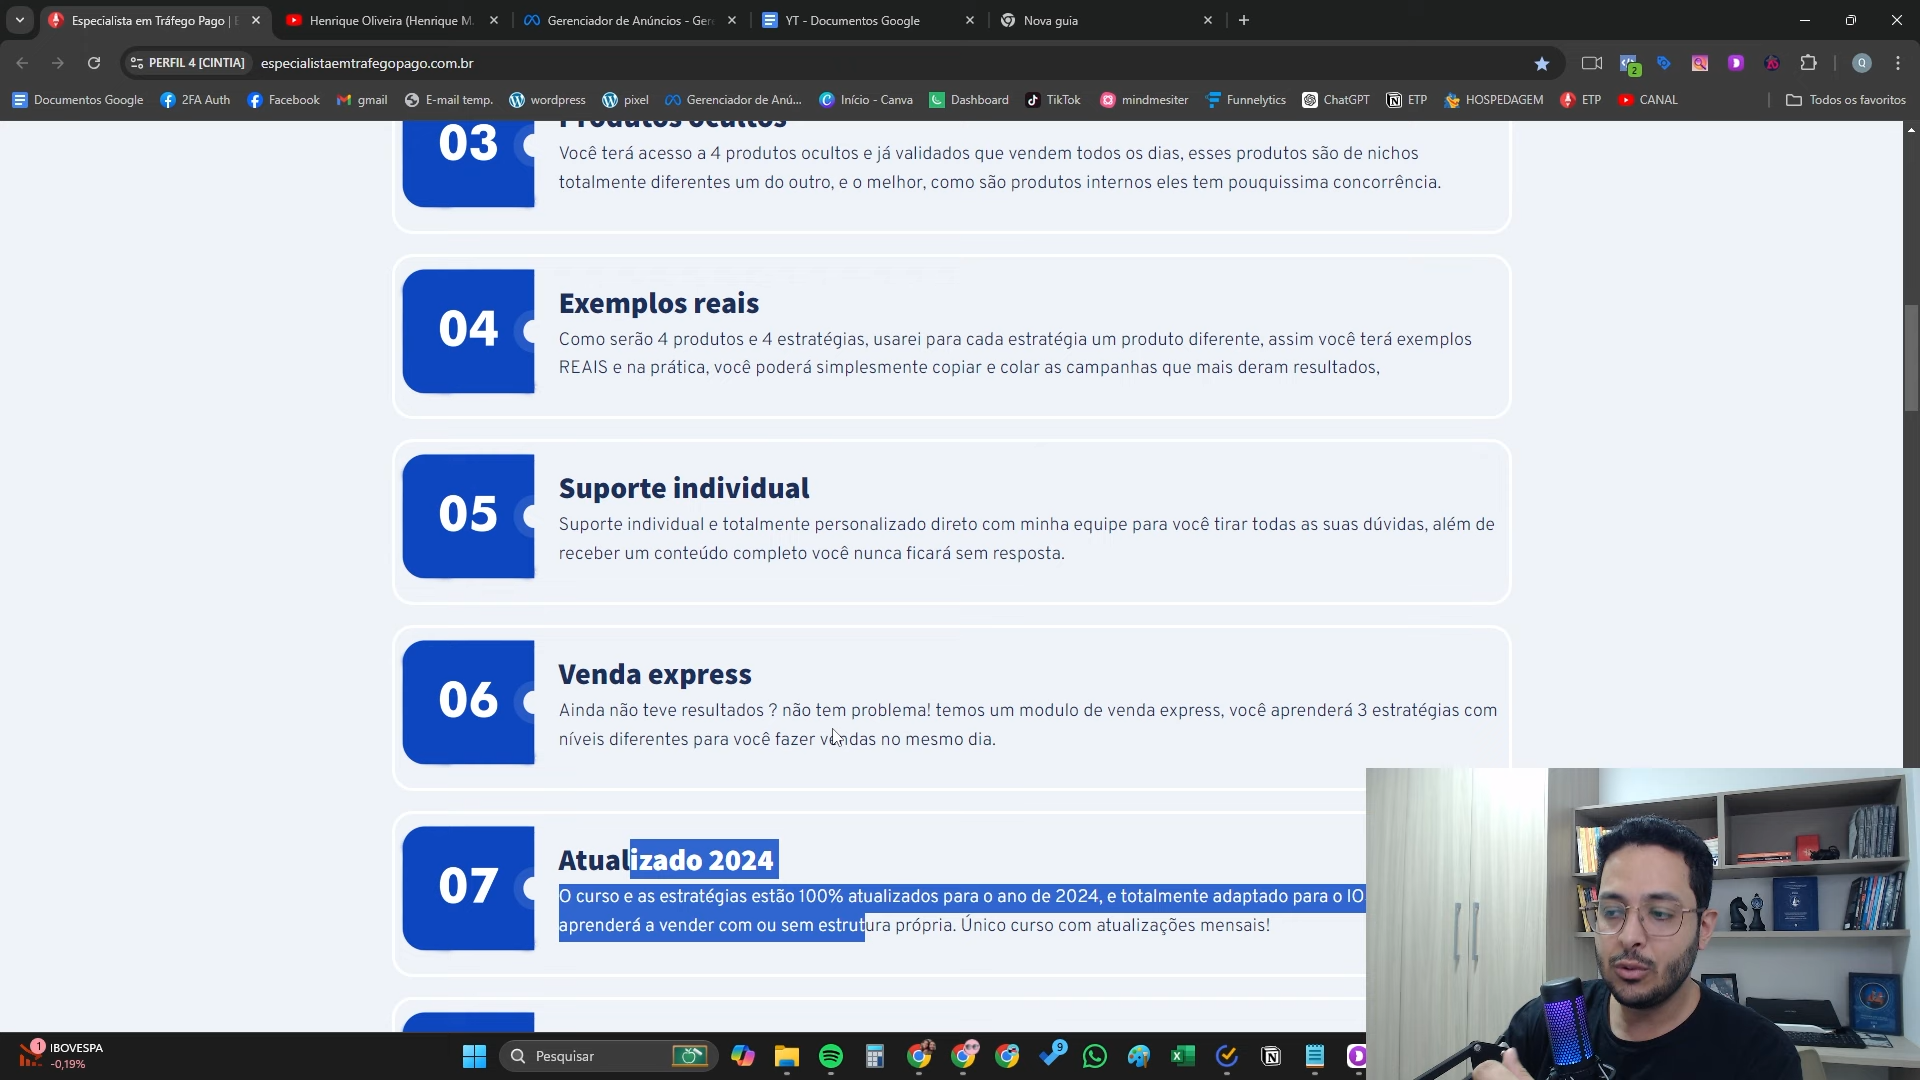 Especialista em Tráfego Pago |
Henrique Oliveira (Henrique M
Gerenciador de Anúncios - Ger
YT - Documentos Google
Nova guia
PERFIL 4 [CINTIA]
especialistaemtrafegopago.com.br
2
Q
Documentos Google
2FA Auth
Facebook
gmail
E-mail temp.
wordpress
pixel
Gerenciador de Anú...
Início - Canva
Dashboard
TikTok
mindmesiter
Funnelytics
ChatGPT
ETP
HOSPEDAGEM
ETP
CANAL
Todos os favoritos
03
Produtos ocultos
Você terá acesso a 4 produtos ocultos e já validados que vendem todos os dias, esses produtos são de nichos
totalmente diferentes um do outro, e o melhor, como são produtos internos eles tem pouquissima concorrência.
04
Exemplos reais
Como serão 4 produtos e 4 estratégias, usarei para cada estratégia um produto diferente, assim você terá exemplos
REAIS e na prática, você poderá simplesmente copiar e colar as campanhas que mais deram resultados,
05
Suporte individual
Suporte individual e totalmente personalizado direto com minha equipe para você tirar todas as suas dúvidas, além de
receber um conteúdo completo você nunca ficará sem resposta.
06
Venda express
Ainda não teve resultados ? não tem problema! temos um modulo de venda express, você aprenderá 3 estratégias com
níveis diferentes para você fazer vendas no mesmo dia.
07
Atualizado 2024
O curso e as estratégias estão 100% atualizados para o ano de 2024, e totalmente adaptado para o IO
aprenderá a vender com ou sem estrutura própria. Único curso com atualizações mensais!
1
IBOVESPA
-0,19%
Pesquisar
9